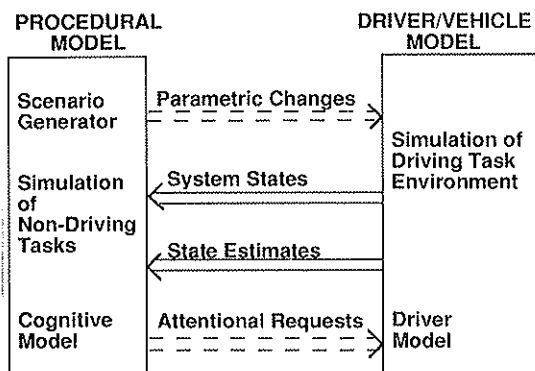 PROCEDURAL
MODEL
DRIVER/VEHICLE
MODEL
Scenario
Generator
Parametric Changes
Simulation of
Driving Task
Environment
Simulation
of
Non-Driving
Tasks
System States
State Estimates
Cognitive
Model
Attentional Requests
Driver
Model